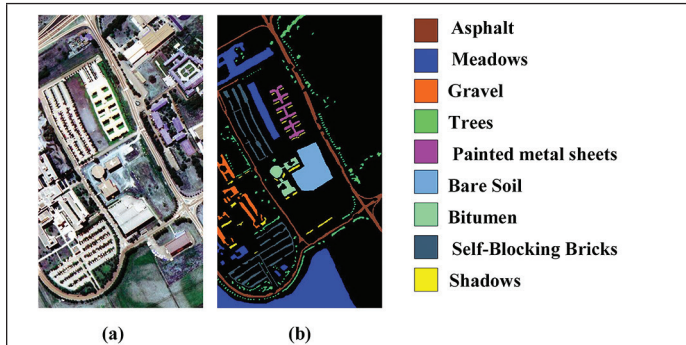 Asphalt
Meadows
Gravel
Trees
Painted metal sheets
Bare Soil
Bitumen
Self-Blocking Bricks
Shadows
(a)
(b)